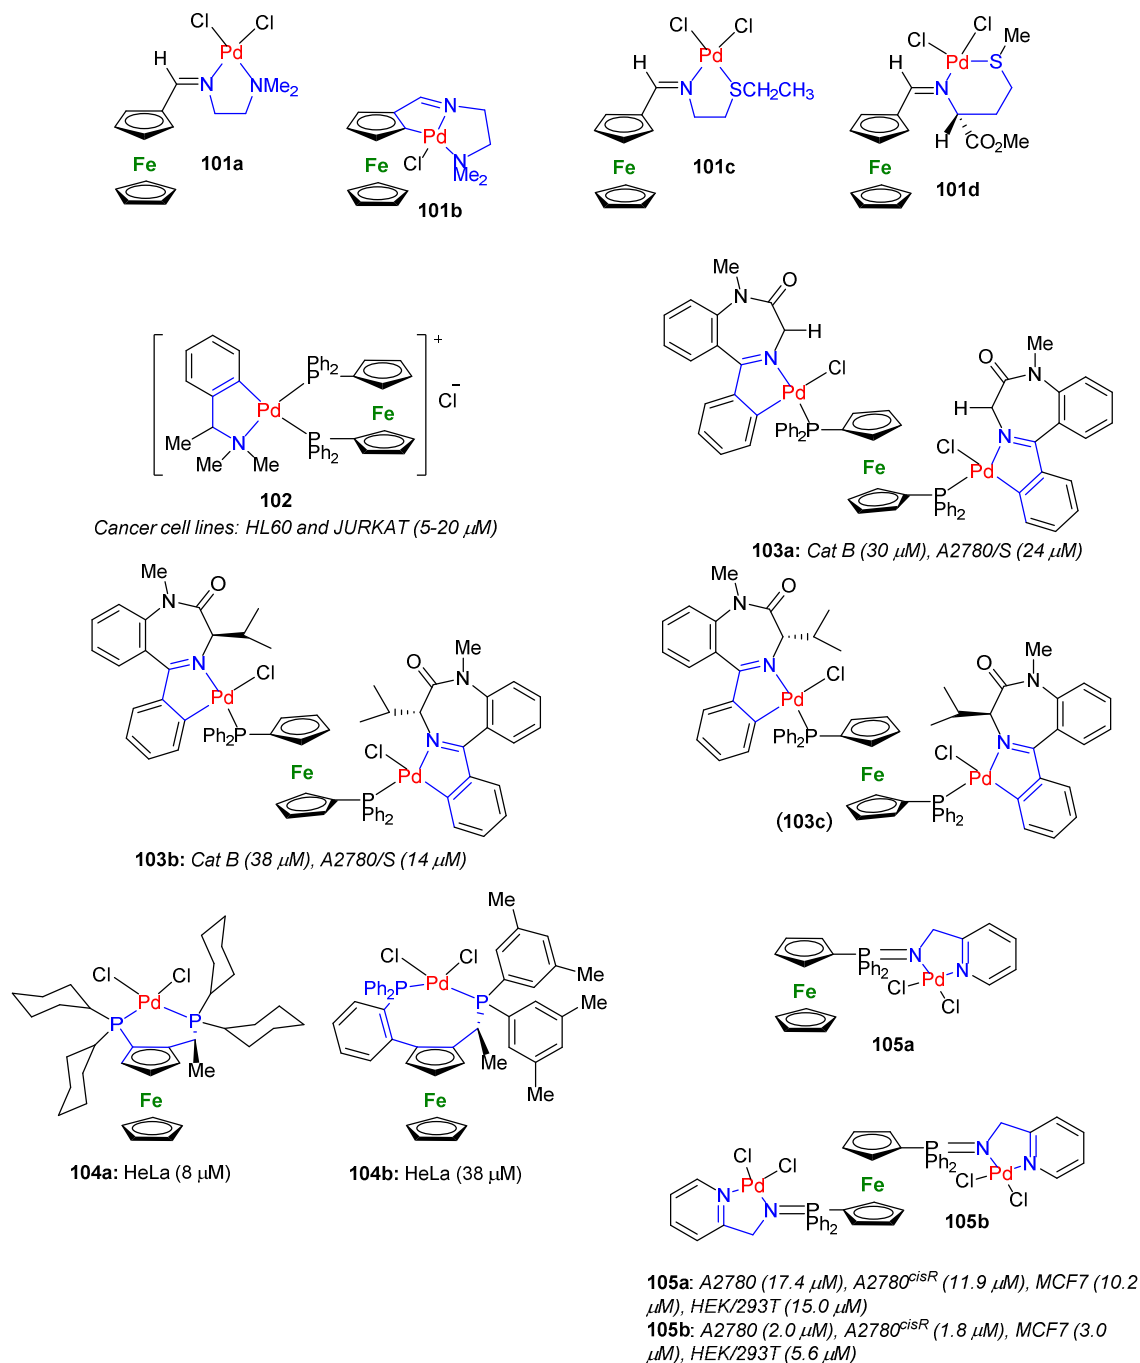 Cl
Cl
Pd
H
N
NMe2
Fe
101a
N
Pd
Cl
N
Me2
Fe
101b
Cl
Cl
Pd
H
N
SCH2CH3
Fe
101c
Me
Cl
Cl
Pd
S
H
N
H
CO2Me
Fe
101d
+
Ph2
P
Pd
Fe
Cl−
Me
N
P
Ph2
Me
Me
102
Cancer cell lines: HL60 and JURKAT (5-20 μM)
Me
O
N
H
N
Cl
Pd
Ph2P
Fe
Me
O
N
H
N
Cl
Pd
P
Ph2
103a: Cat B (30 μM), A2780/S (24 μM)
Me
O
N
N
Cl
Pd
Ph2P
Fe
Me
O
N
N
Cl
Pd
P
Ph2
103b: Cat B (38 μM), A2780/S (14 μM)
Me
O
N
N
Cl
Pd
Ph2P
Fe
Me
O
N
N
Cl
Pd
P
Ph2
(103c)
Cl
Cl
Pd
P
P
Me
Fe
104a: HeLa (8 μM)
Me
Cl
Cl
Pd
Ph2P
P
Me
Me
Me
Me
Fe
104b: HeLa (38 μM)
P
Ph2
N
N
Pd
Cl
Cl
Fe
105a
P
Ph2
N
N
Pd
Cl
Cl
Fe
Cl
Cl
Pd
N
N
P
Ph2
105b
105a: A2780 (17.4 μM), A2780cisR (11.9 μM), MCF7 (10.2
μM), HEK/293T (15.0 μM)
105b: A2780 (2.0 μM), A2780cisR (1.8 μM), MCF7 (3.0
μM), HEK/293T (5.6 μM)